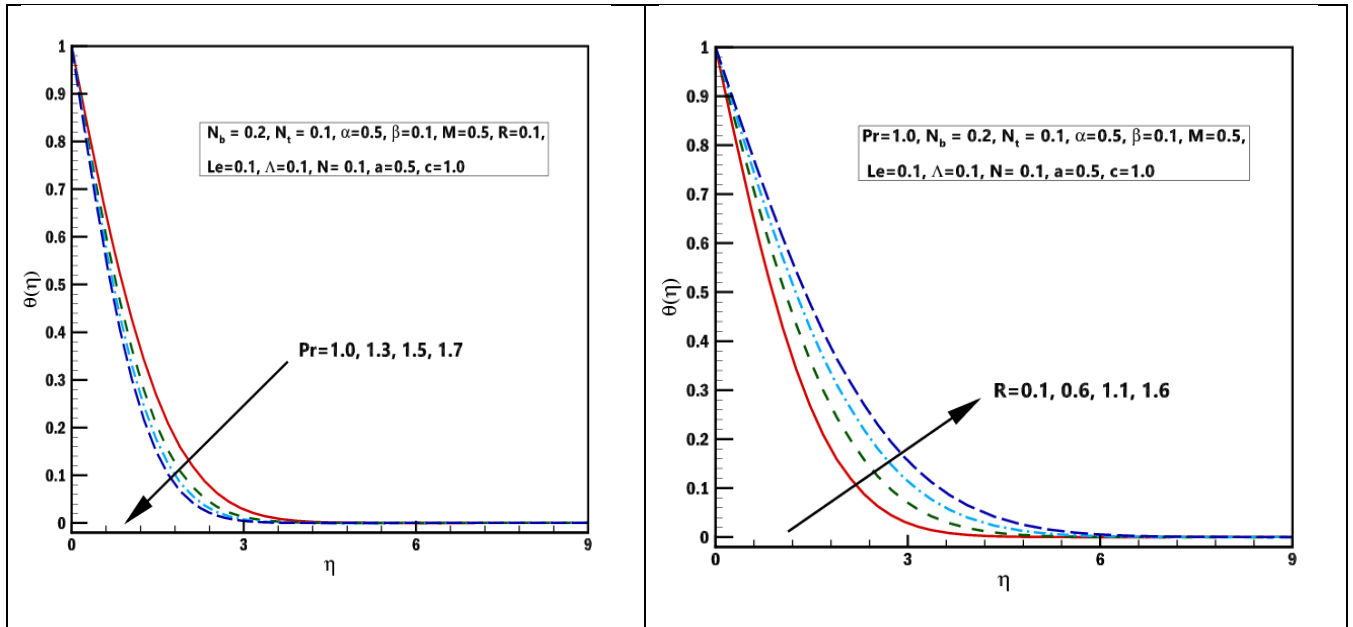 1
0.9
0.8
0.7
0.6
0.5
0.4
0.3
0.2
0.1
0
θ(η)
N_b = 0.2, N_t = 0.1, α=0.5, β=0.1, M=0.5, R=0.1,
Le=0.1, Λ=0.1, N= 0.1, a=0.5, c=1.0
Pr=1.0, 1.3, 1.5, 1.7
0 3 6 9
η
1
0.9
0.8
0.7
0.6
0.5
0.4
0.3
0.2
0.1
0
θ(η)
Pr=1.0, N_b = 0.2, N_t = 0.1, α=0.5, β=0.1, M=0.5,
Le=0.1, Λ=0.1, N= 0.1, a=0.5, c=1.0
R=0.1, 0.6, 1.1, 1.6
0 3 6 9
η